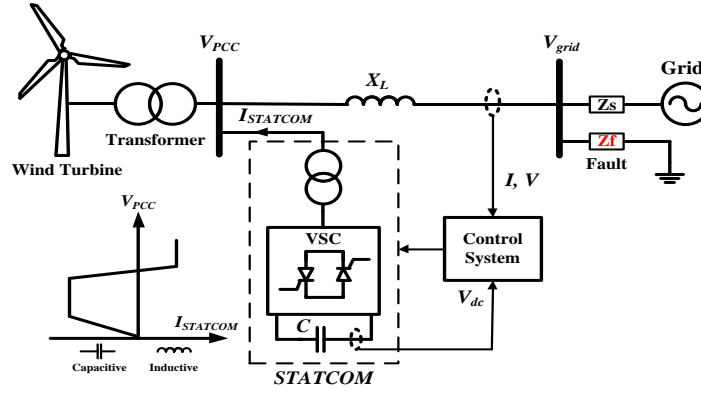 V_PCC
X_L
V_grid
Grid
I_STATCOM
Zs
Transformer
Zf
Wind Turbine
Fault
I, V
V_PCC
VSC
Control
System
V_dc
I_STATCOM
C
Capacitive
Inductive
STATCOM